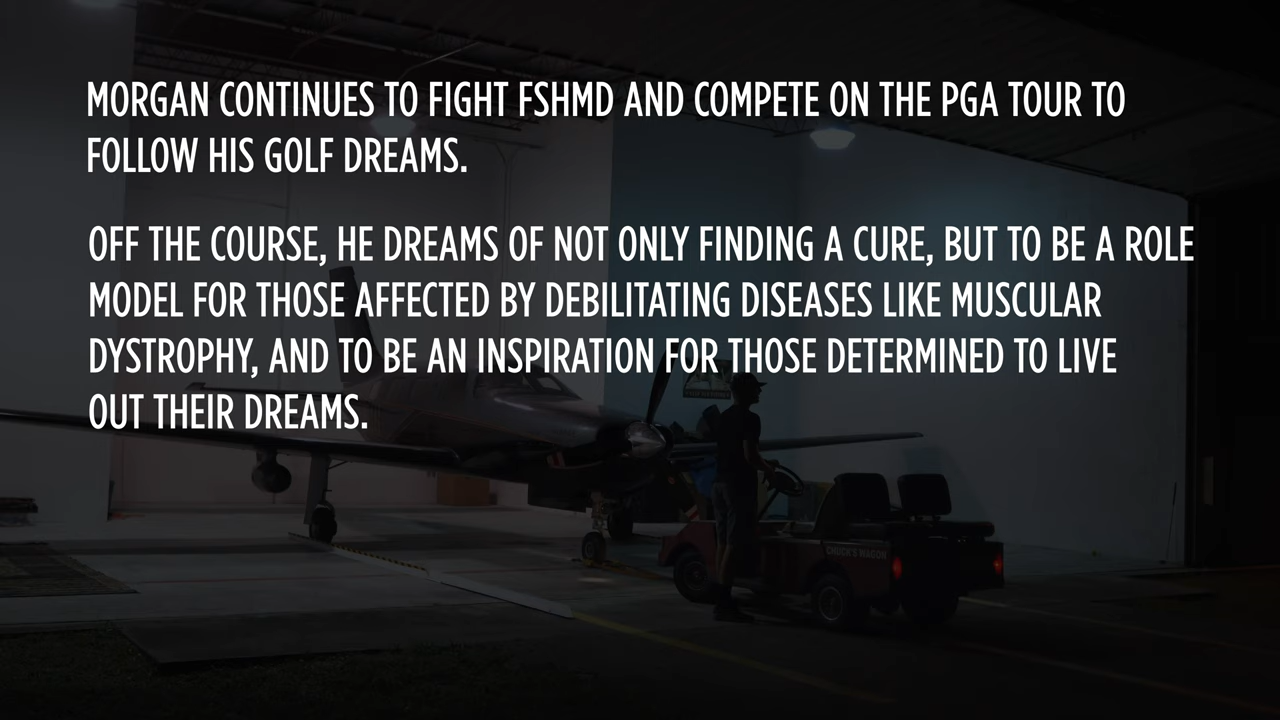 MORGAN CONTINUES TO FIGHT FSHMD AND COMPETE ON THE PGA TOUR TO
FOLLOW HIS GOLF DREAMS.
OFF THE COURSE, HE DREAMS OF NOT ONLY FINDING A CURE, BUT TO BE A ROLE
MODEL FOR THOSE AFFECTED BY DEBILITATING DISEASES LIKE MUSCULAR
DYSTROPHY, AND TO BE AN INSPIRATION FOR THOSE DETERMINED TO LIVE
OUT THEIR DREAMS.
CHUCK'S WAGON